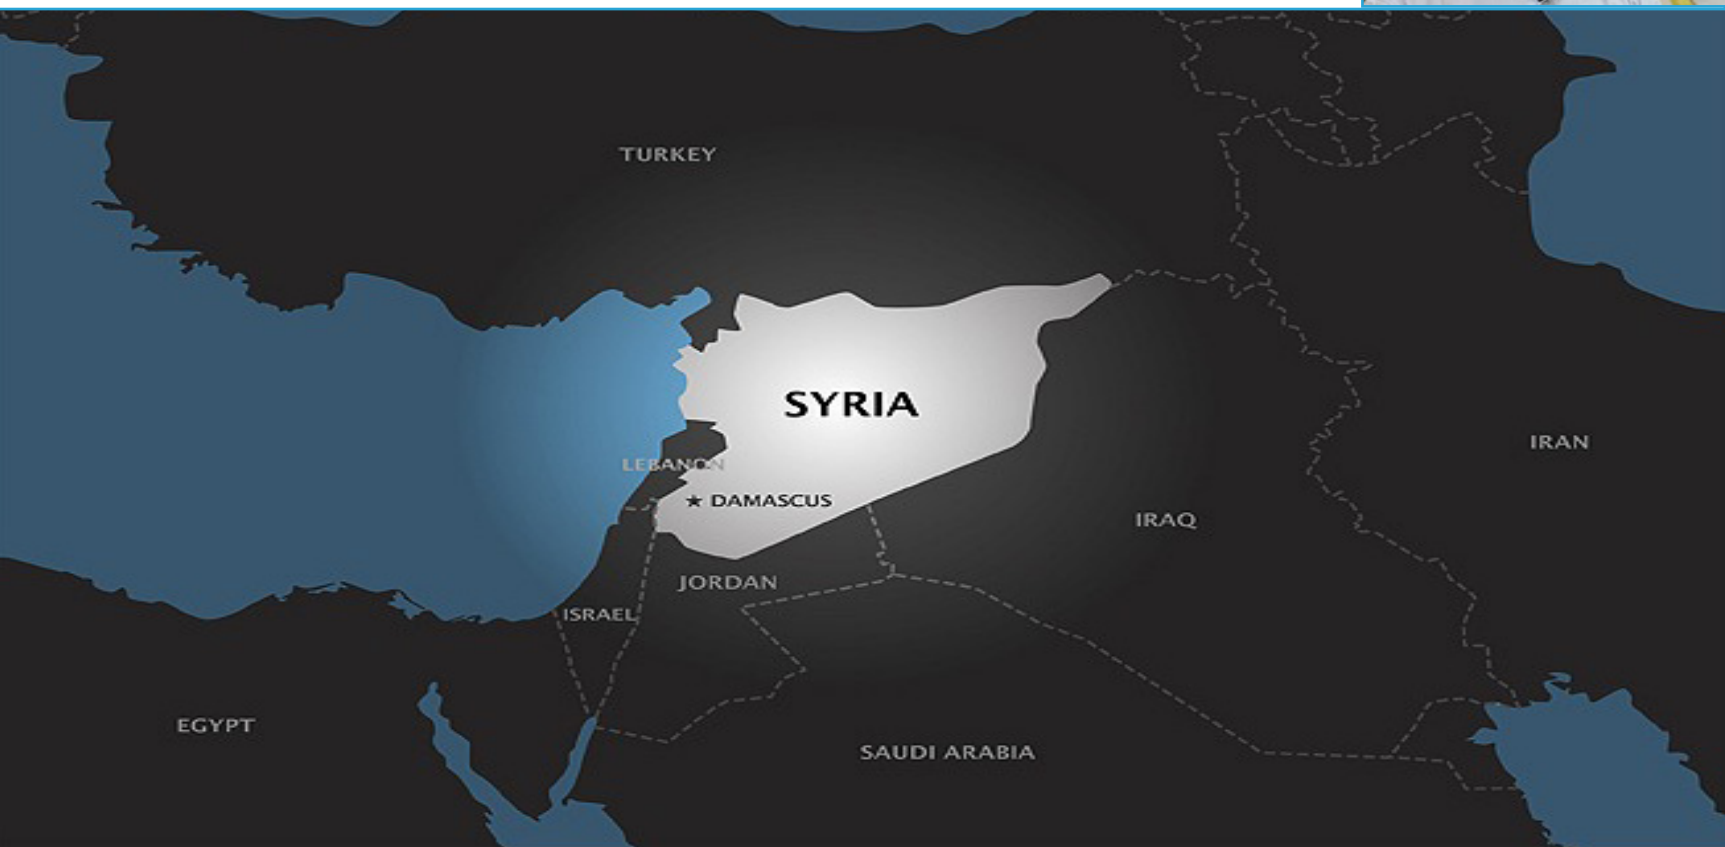 TURKEY
SYRIA
IRAN
LEBANON
★ DAMASCUS
IRAQ
JORDAN
ISRAEL
EGYPT
SAUDI ARABIA